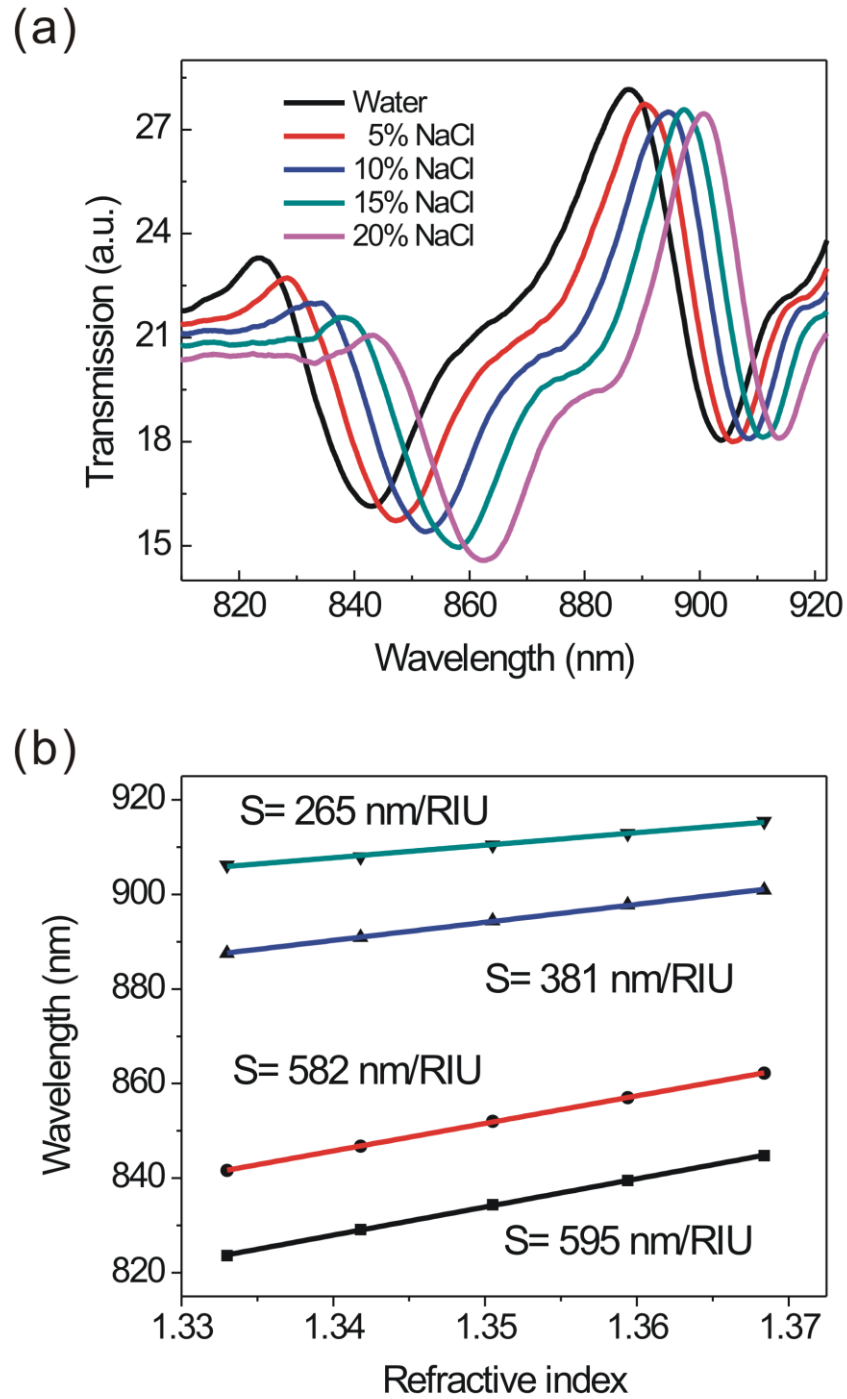 (a)
Water
5% NaCl
10% NaCl
15% NaCl
20% NaCl
27
24
21
18
15
Transmission (a.u.)
820 840 860 880 900 920
Wavelength (nm)
(b)
920
900
880
860
840
820
Wavelength (nm)
S= 265 nm/RIU
S= 381 nm/RIU
S= 582 nm/RIU
S= 595 nm/RIU
1.33 1.34 1.35 1.36 1.37
Refractive index